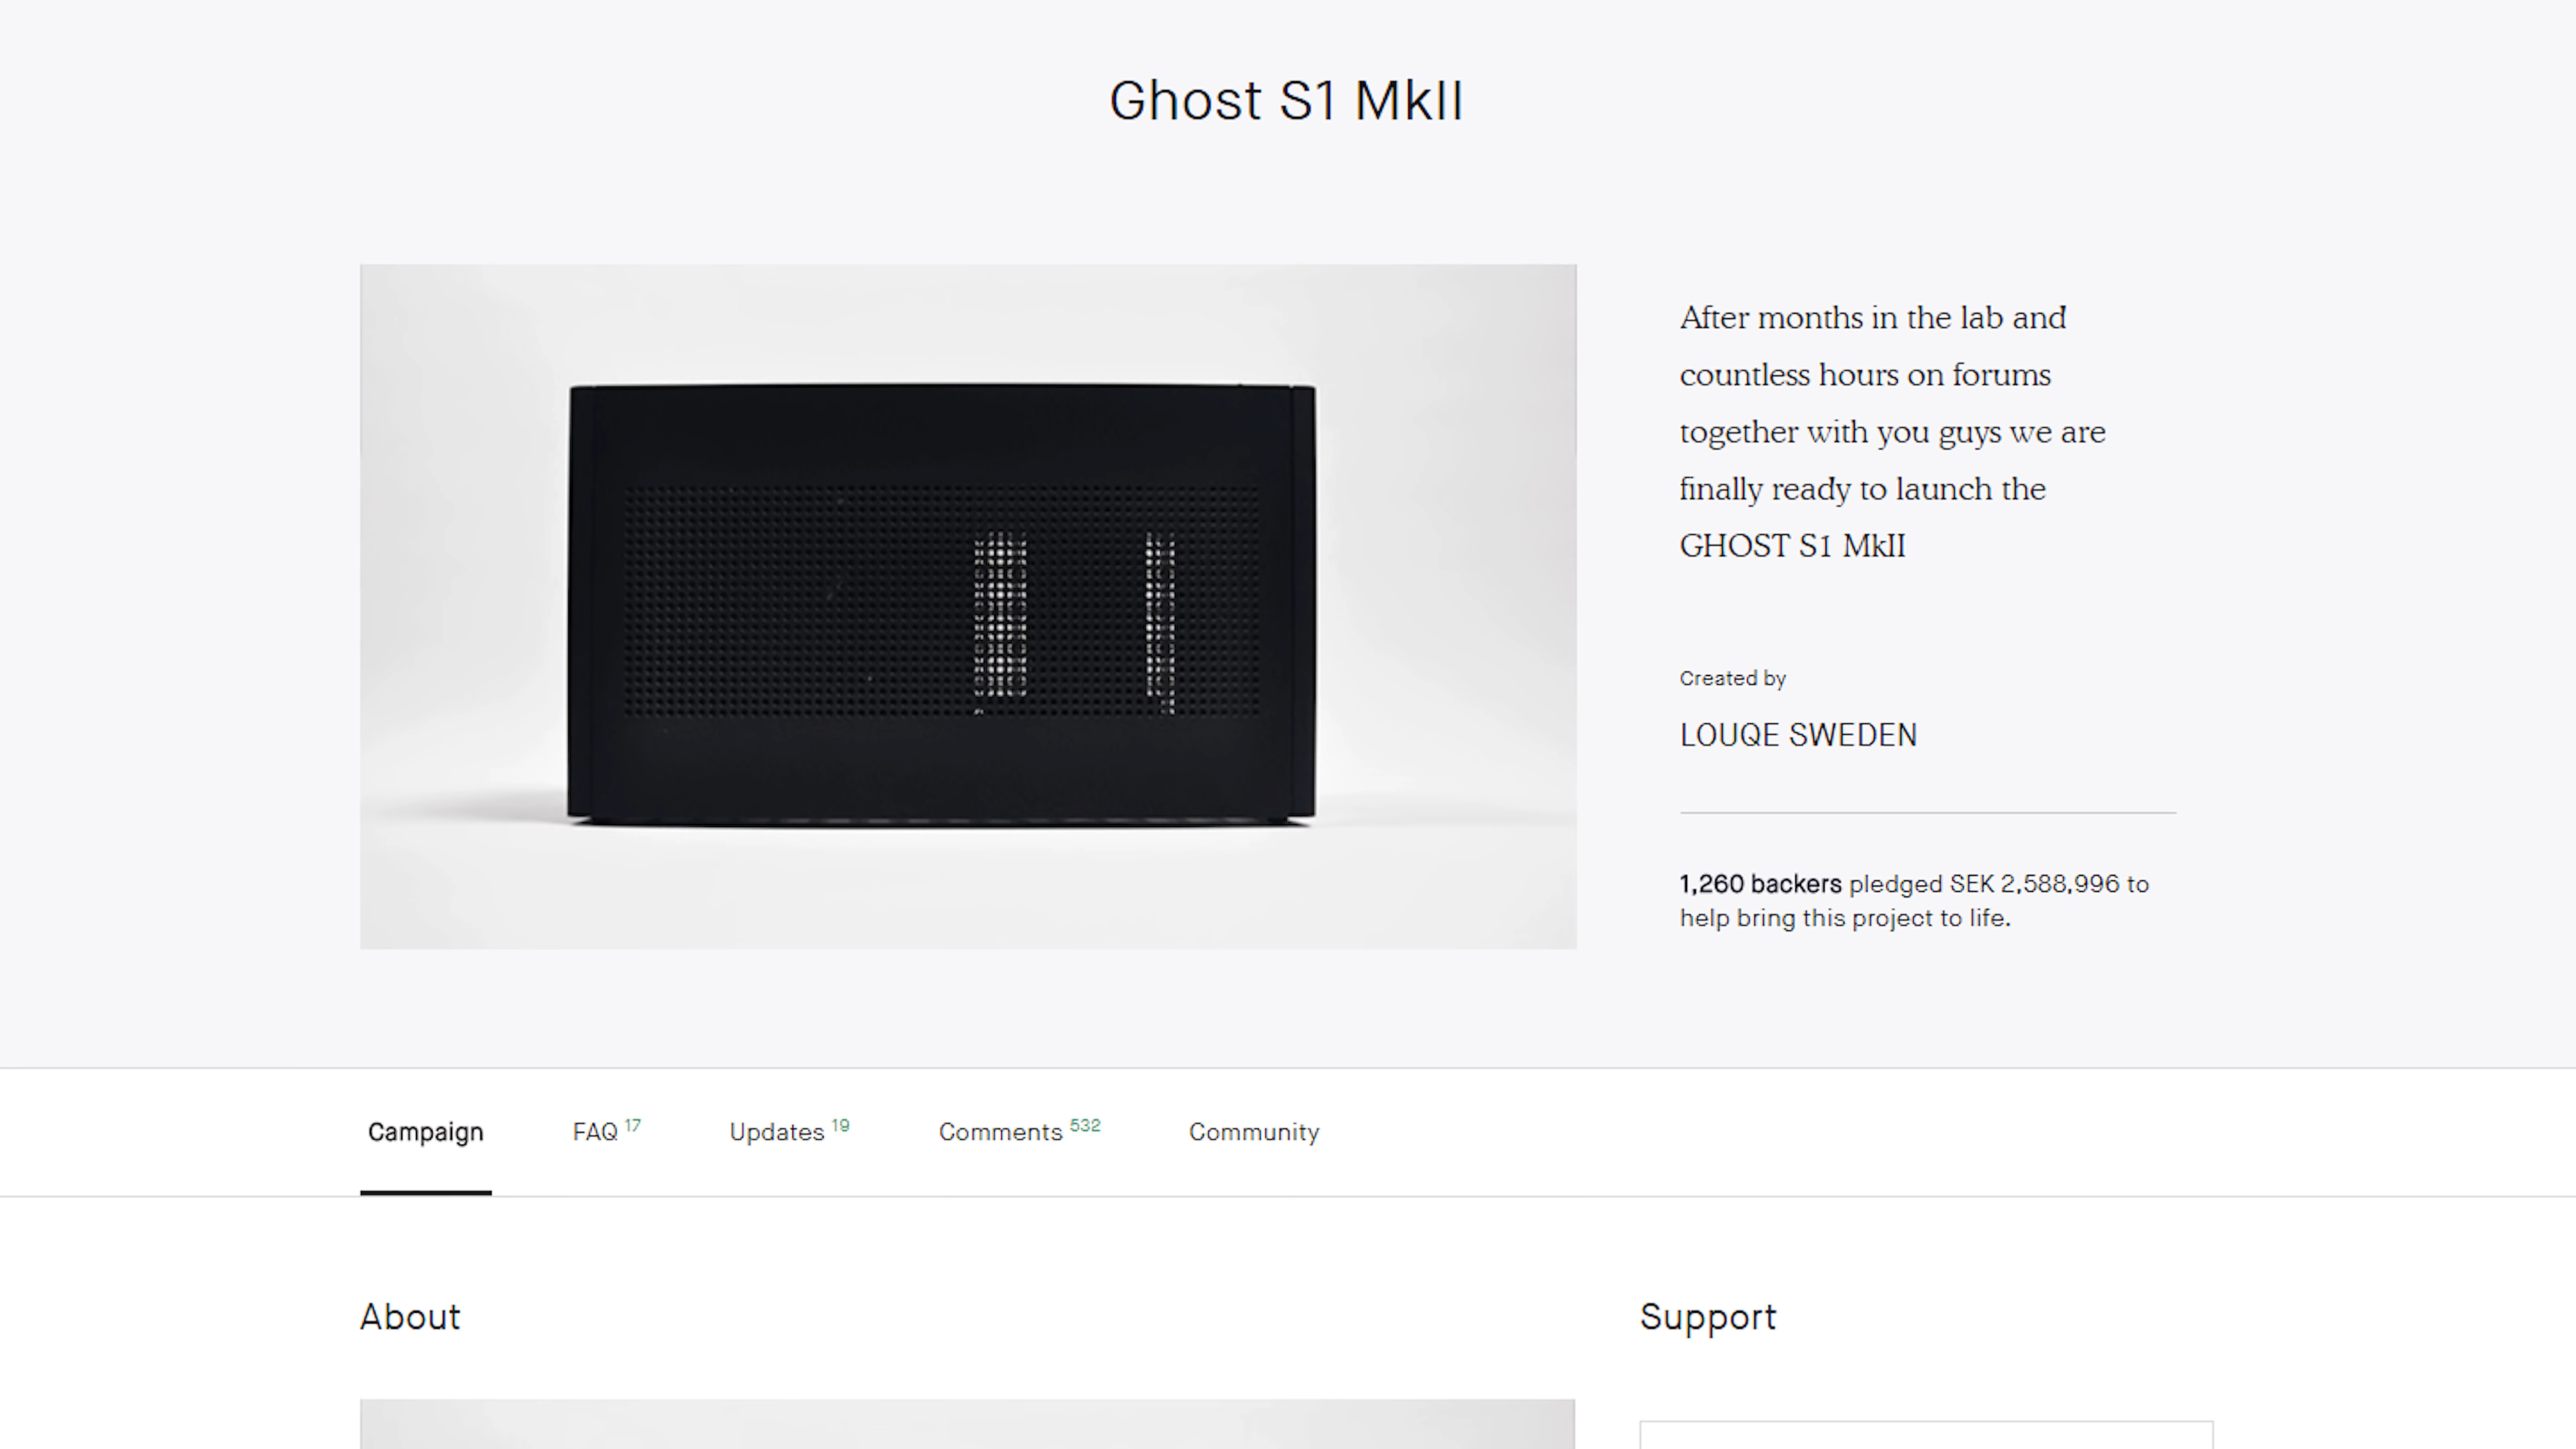 Ghost S1 MkII
After months in the lab and
countless hours on forums
together with you guys we are
finally ready to launch the
GHOST S1 MkII
Created by
LOUQE SWEDEN
1,260 backers pledged SEK 2,588,996 to
help bring this project to life.
Campaign FAQ 17 Updates 19 Comments 532 Community
About
Support